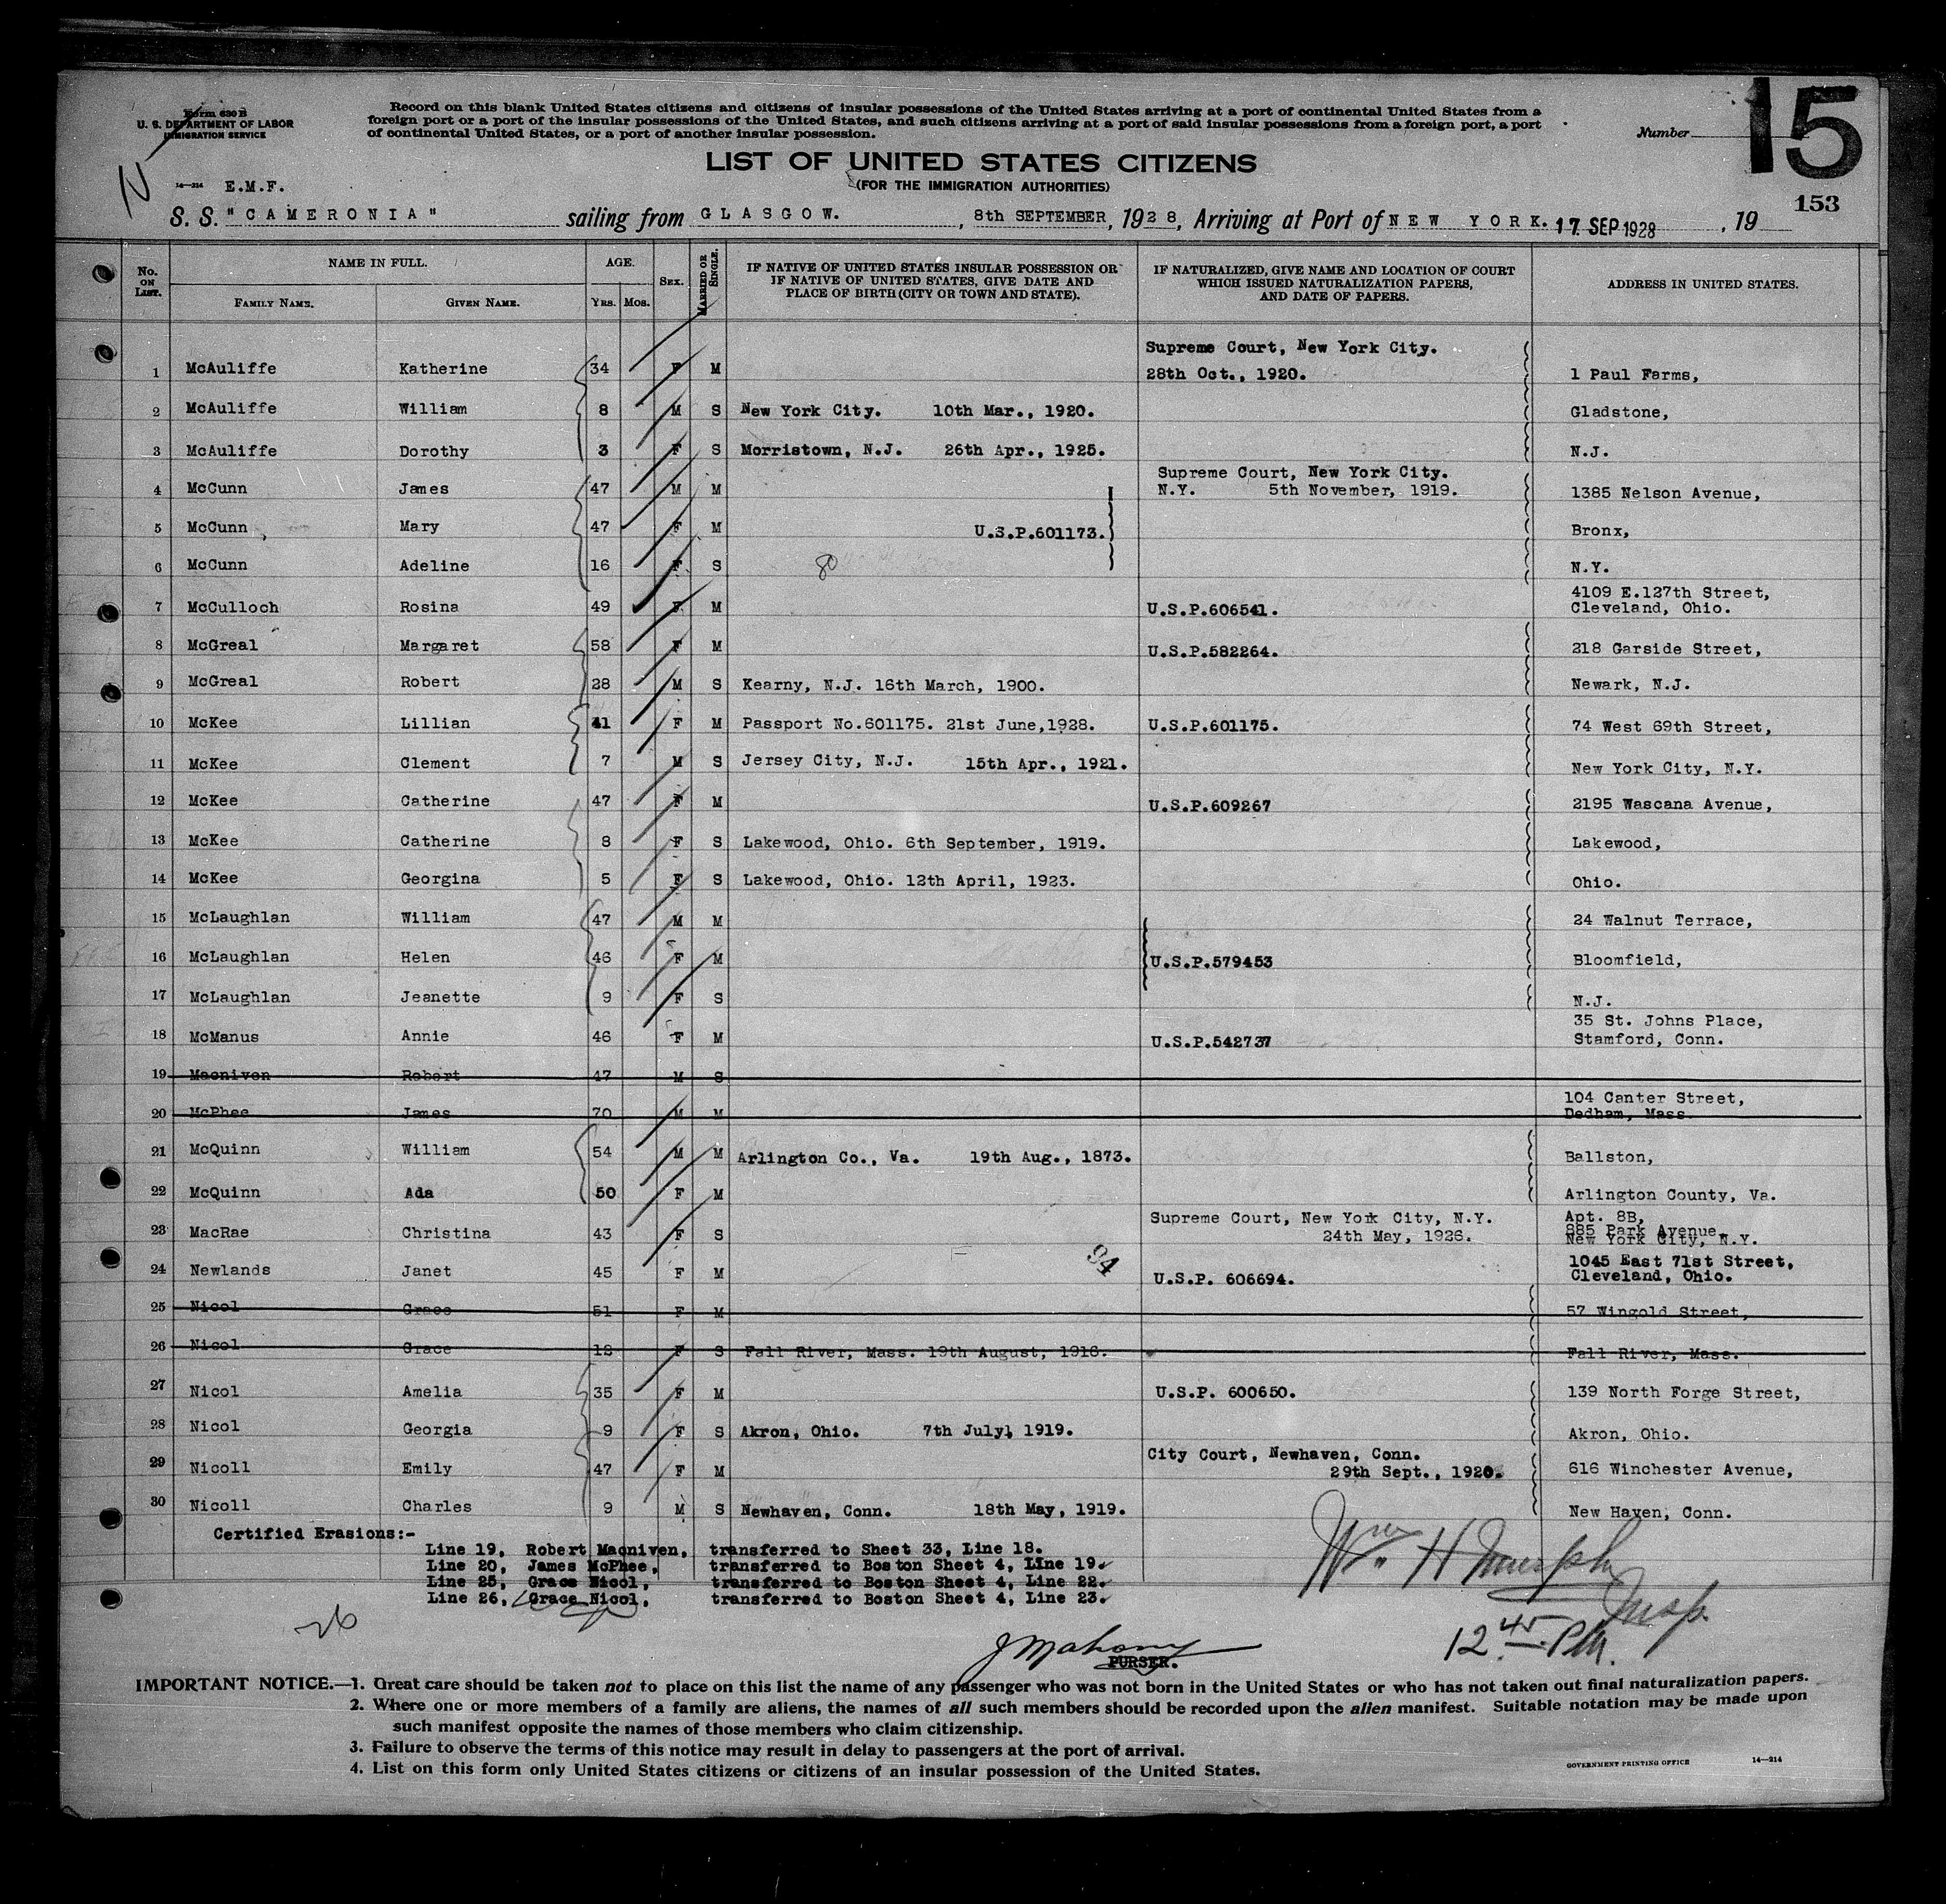 Form 630 B
U. S. DEPARTMENT OF LABOR
IMMIGRATION SERVICE
Record on this blank United States citizens and citizens of insular possessions of the United States arriving at a port of continental United States from a
foreign port or a port of the insular possessions of the United States, and such citizens arriving at a port of said insular possessions from a foreign port, a port
of continental United States, or a port of another insular possession.
Number 15
LIST OF UNITED STATES CITIZENS
(FOR THE IMMIGRATION AUTHORITIES)
14—214 E.M.F.
153
S. S. "CAMERONIA" sailing from GLASGOW. , 8th SEPTEMBER, 1928, Arriving at Port of NEW YORK. 17 SEP 1928 , 19
No. ON LIST. NAME IN FULL. FAMILY NAME. GIVEN NAME. AGE. YRS. MOS. SEX. MARRIED OR SINGLE. IF NATIVE OF UNITED STATES INSULAR POSSESSION OR IF NATIVE OF UNITED STATES, GIVE DATE AND PLACE OF BIRTH (CITY OR TOWN AND STATE). IF NATURALIZED, GIVE NAME AND LOCATION OF COURT WHICH ISSUED NATURALIZATION PAPERS, AND DATE OF PAPERS. ADDRESS IN UNITED STATES.
Supreme Court, New York City.
1 McAuliffe Katherine 34 F M 28th Oct., 1920. 1 Paul Farms,
2 McAuliffe William 8 M S New York City. 10th Mar., 1920. Gladstone,
3 McAuliffe Dorothy 3 F S Morristown, N.J. 26th Apr., 1925. N.J.
Supreme Court, New York City.
4 McCunn James 47 M M N.Y. 5th November, 1919. 1385 Nelson Avenue,
5 McCunn Mary 47 F M U.S.P.601173. Bronx,
6 McCunn Adeline 16 F S 80 N.Y.
4109 E.127th Street,
7 McCulloch Rosina 49 F M U.S.P.606541. Cleveland, Ohio.
8 McGreal Margaret 58 F M U.S.P.582264. 218 Garside Street,
9 McGreal Robert 28 M S Kearny, N.J. 16th March, 1900. Newark, N.J.
10 McKee Lillian 41 F M Passport No.601175. 21st June,1928. U.S.P.601175. 74 West 69th Street,
11 McKee Clement 7 M S Jersey City, N.J. 15th Apr., 1921. New York City, N.Y.
12 McKee Catherine 47 F M U.S.P.609267 2195 Wascana Avenue,
13 McKee Catherine 8 F S Lakewood, Ohio. 6th September, 1919. Lakewood,
14 McKee Georgina 5 F S Lakewood, Ohio. 12th April, 1923. Ohio.
15 McLaughlan William 47 M M 24 Walnut Terrace,
16 McLaughlan Helen 46 F M U.S.P.579453 Bloomfield,
17 McLaughlan Jeanette 9 F S N.J.
35 St. Johns Place,
18 McManus Annie 46 F M U.S.P.542737 Stamford, Conn.
19 Macniven Robert 47 M S
104 Canter Street,
20 McPhee James 70 M M Dedham, Mass.
21 McQuinn William 54 M M Arlington Co., Va. 19th Aug., 1873. Ballston,
22 McQuinn Ada 50 F M Arlington County, Va.
Supreme Court, New York City, N.Y. Apt. 8B,
23 MacRae Christina 43 F S 24th May, 1926. 885 Park Avenue, New York City, N.Y.
94 1045 East 71st Street,
24 Newlands Janet 45 F M U.S.P. 606694. Cleveland, Ohio.
25 Nicol Grace 51 F M 57 Wingold Street,
26 Nicol Grace 12 F S Fall River, Mass. 19th August, 1916. Fall River, Mass.
27 Nicol Amelia 35 F M U.S.P. 600650. 139 North Forge Street,
28 Nicol Georgia 9 F S Akron, Ohio. 7th July, 1919. Akron, Ohio.
City Court, Newhaven, Conn.
29 Nicoll Emily 47 F M 29th Sept., 1920. 616 Winchester Avenue,
30 Nicoll Charles 9 M S Newhaven, Conn. 18th May, 1919. New Haven, Conn.
Certified Erasions:-
Line 19, Robert Macniven, transferred to Sheet 33, Line 18.
Line 20, James McPhee, transferred to Boston Sheet 4, Line 19.
Line 25, Grace Nicol, transferred to Boston Sheet 4, Line 22.
Line 26, Grace Nicol, transferred to Boston Sheet 4, Line 23.
Wm. H Murphy
Insp.
26
12 45 P.M.
J Mahony
PURSER.
IMPORTANT NOTICE.—1. Great care should be taken not to place on this list the name of any passenger who was not born in the United States or who has not taken out final naturalization papers.
2. Where one or more members of a family are aliens, the names of all such members should be recorded upon the alien manifest. Suitable notation may be made upon
such manifest opposite the names of those members who claim citizenship.
3. Failure to observe the terms of this notice may result in delay to passengers at the port of arrival.
4. List on this form only United States citizens or citizens of an insular possession of the United States.
GOVERNMENT PRINTING OFFICE 14—214